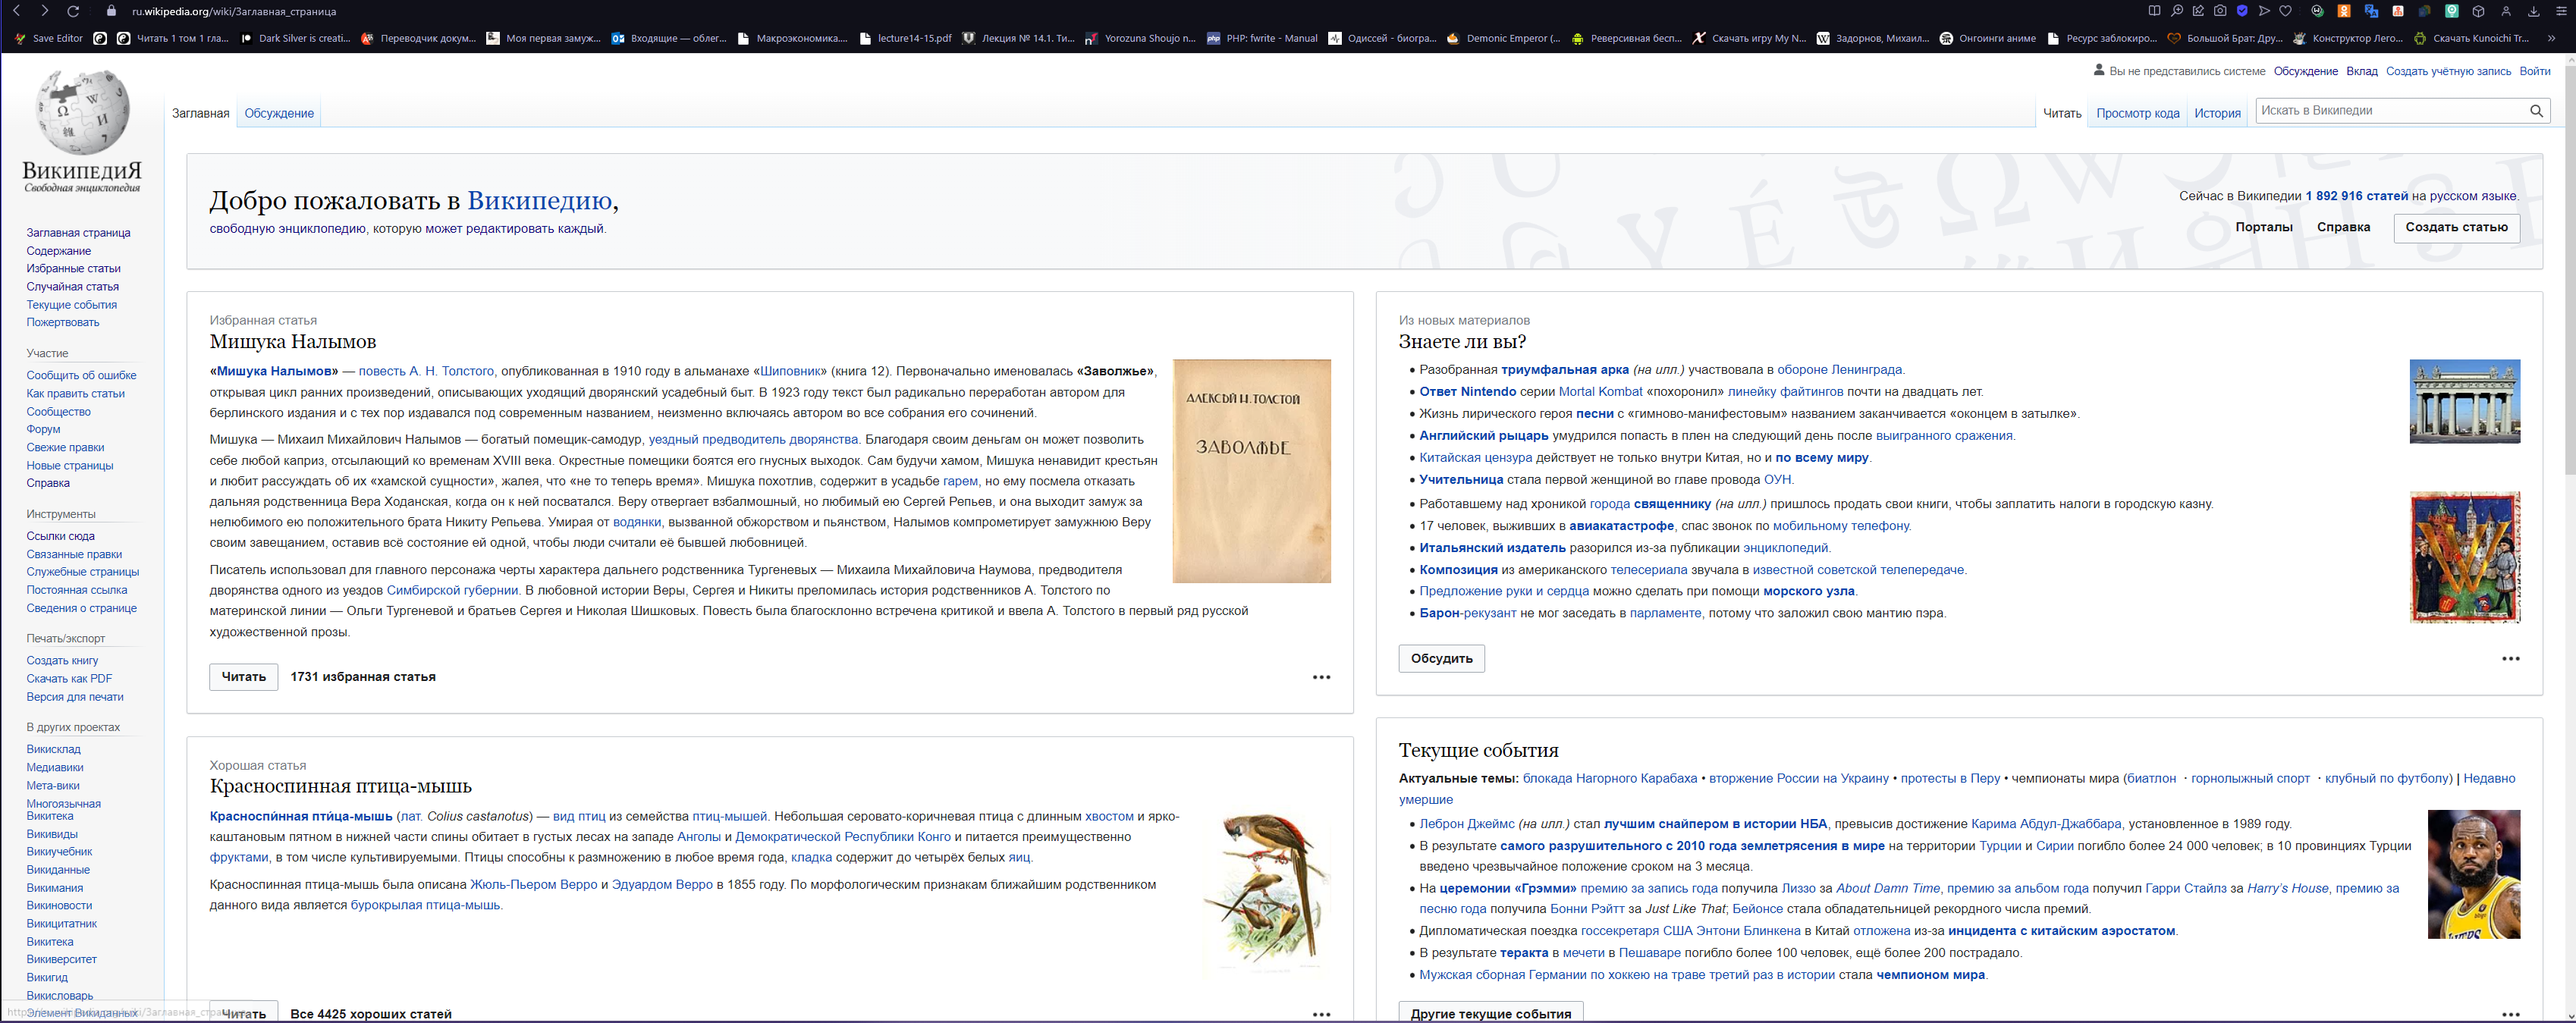 ru.wikipedia.org/wiki/Заглавная_страница
Save Editor
Читать 1 том 1 гла...
Dark Silver is creati...
Переводчик докум...
Моя первая замуж...
Входящие — облег...
Макроэкономика....
lecture14-15.pdf
Лекция № 14.1. Ти...
Yorozuna Shoujo n...
PHP: fwrite - Manual
Одиссей - биогра...
Demonic Emperor (...
Реверсивная бесп...
Скачать игру My N...
Задорнов, Михаил...
Онгоинги аниме
Ресурс заблокиро...
Большой Брат: Дру...
Конструктор Лего...
Скачать Kunoichi Tr...
Вы не представились системе Обсуждение Вклад Создать учётную запись Войти
ВикипедиЯ
Свободная энциклопедия
Заглавная Обсуждение
Читать Просмотр кода История Искать в Википедии
Добро пожаловать в Википедию,
свободную энциклопедию, которую может редактировать каждый.
Сейчас в Википедии 1 892 916 статей на русском языке.
Порталы Справка Создать статью
Заглавная страница
Содержание
Избранные статьи
Случайная статья
Текущие события
Пожертвовать
Участие
Сообщить об ошибке
Как править статьи
Сообщество
Форум
Свежие правки
Новые страницы
Справка
Инструменты
Ссылки сюда
Связанные правки
Служебные страницы
Постоянная ссылка
Сведения о странице
Печать/экспорт
Создать книгу
Скачать как PDF
Версия для печати
В других проектах
Викисклад
Медиавики
Мета-вики
Многоязычная
Викитека
Викивиды
Викиучебник
Викиданные
Викимания
Викиновости
Викицитатник
Викитека
Викиверситет
Викигид
Викисловарь
Элемент Викиданных
Избранная статья
Мишука Налымов
«Мишука Налымов» — повесть А. Н. Толстого, опубликованная в 1910 году в альманахе «Шиповник» (книга 12). Первоначально именовалась «Заволжье»,
открывая цикл ранних произведений, описывающих уходящий дворянский усадебный быт. В 1923 году текст был радикально переработан автором для
берлинского издания и с тех пор издавался под современным названием, неизменно включаясь автором во все собрания его сочинений.
Мишука — Михаил Михайлович Налымов — богатый помещик-самодур, уездный предводитель дворянства. Благодаря своим деньгам он может позволить
себе любой каприз, отсылающий ко временам XVIII века. Окрестные помещики боятся его гнусных выходок. Сам будучи хамом, Мишука ненавидит крестьян
и любит рассуждать об их «хамской сущности», жалея, что «не то теперь время». Мишука похотлив, содержит в усадьбе гарем, но ему посмела отказать
дальняя родственница Вера Ходанская, когда он к ней посватался. Веру отвергает взбалмошный, но любимый ею Сергей Репьев, и она выходит замуж за
нелюбимого ею положительного брата Никиту Репьева. Умирая от водянки, вызванной обжорством и пьянством, Налымов компрометирует замужнюю Веру
своим завещанием, оставив всё состояние ей одной, чтобы люди считали её бывшей любовницей.
Писатель использовал для главного персонажа черты характера дальнего родственника Тургеневых — Михаила Михайловича Наумова, предводителя
дворянства одного из уездов Симбирской губернии. В любовной истории Веры, Сергея и Никиты преломилась история родственников А. Толстого по
материнской линии — Ольги Тургеневой и братьев Сергея и Николая Шишковых. Повесть была благосклонно встречена критикой и ввела А. Толстого в первый ряд русской
художественной прозы.
АЛЕКСѢЙ Н. ТОЛСТОЙ
ЗАВОЛЖЬЕ
Читать 1731 избранная статья
Хорошая статья
Красноспинная птица-мышь
Красноспи́нная пти́ца-мышь (лат. Colius castanotus) — вид птиц из семейства птиц-мышей. Небольшая серовато-коричневая птица с длинным хвостом и ярко-
каштановым пятном в нижней части спины обитает в густых лесах на западе Анголы и Демократической Республики Конго и питается преимущественно
фруктами, в том числе культивируемыми. Птицы способны к размножению в любое время года, кладка содержит до четырёх белых яиц.
Красноспинная птица-мышь была описана Жюль-Пьером Верро и Эдуардом Верро в 1855 году. По морфологическим признакам ближайшим родственником
данного вида является бурокрылая птица-мышь.
Читать Все 4425 хороших статей
Из новых материалов
Знаете ли вы?
Разобранная триумфальная арка (на илл.) участвовала в обороне Ленинграда.
Ответ Nintendo серии Mortal Kombat «похоронил» линейку файтингов почти на двадцать лет.
Жизнь лирического героя песни с «гимново-манифестовым» названием заканчивается «оконцем в затылке».
Английский рыцарь умудрился попасть в плен на следующий день после выигранного сражения.
Китайская цензура действует не только внутри Китая, но и по всему миру.
Учительница стала первой женщиной во главе провода ОУН.
Работавшему над хроникой города священнику (на илл.) пришлось продать свои книги, чтобы заплатить налоги в городскую казну.
17 человек, выживших в авиакатастрофе, спас звонок по мобильному телефону.
Итальянский издатель разорился из-за публикации энциклопедий.
Композиция из американского телесериала звучала в известной советской телепередаче.
Предложение руки и сердца можно сделать при помощи морского узла.
Барон-рекузант не мог заседать в парламенте, потому что заложил свою мантию пэра.
Обсудить
Текущие события
Актуальные темы: блокада Нагорного Карабаха • вторжение России на Украину • протесты в Перу • чемпионаты мира (биатлон · горнолыжный спорт · клубный по футболу) | Недавно
умершие
Леброн Джеймс (на илл.) стал лучшим снайпером в истории НБА, превысив достижение Карима Абдул-Джаббара, установленное в 1989 году.
В результате самого разрушительного с 2010 года землетрясения в мире на территории Турции и Сирии погибло более 24 000 человек; в 10 провинциях Турции
введено чрезвычайное положение сроком на 3 месяца.
На церемонии «Грэмми» премию за запись года получила Лиззо за About Damn Time, премию за альбом года получил Гарри Стайлз за Harry's House, премию за
песню года получила Бонни Рэйтт за Just Like That; Бейонсе стала обладательницей рекордного числа премий.
Дипломатическая поездка госсекретаря США Энтони Блинкена в Китай отложена из-за инцидента с китайским аэростатом.
В результате теракта в мечети в Пешаваре погибло более 100 человек, ещё более 200 пострадало.
Мужская сборная Германии по хоккею на траве третий раз в истории стала чемпионом мира.
Другие текущие события